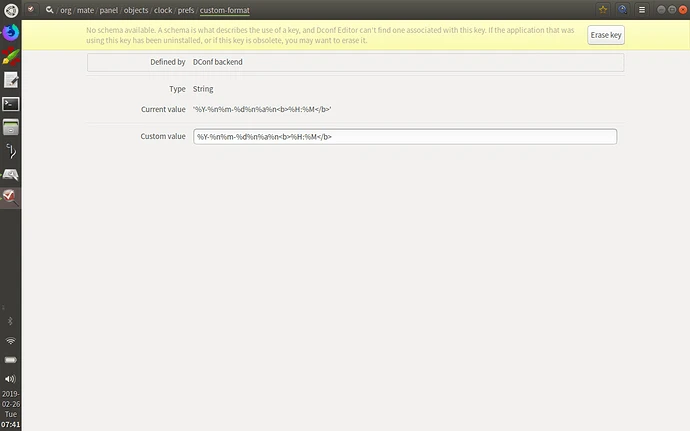 / org / mate / panel / objects / clock / prefs / custom-format
No schema available. A schema is what describes the use of a key, and Dconf Editor can't find one associated with this key. If the application that was
using this key has been uninstalled, or if this key is obsolete, you may want to erase it.
Erase key
Defined by DConf backend
Type String
Current value '%Y-%n%m-%d%n%a%n<b>%H:%M</b>'
Custom value %Y-%n%m-%d%n%a%n<b>%H:%M</b>
2019-
02-26
Tue
07:41